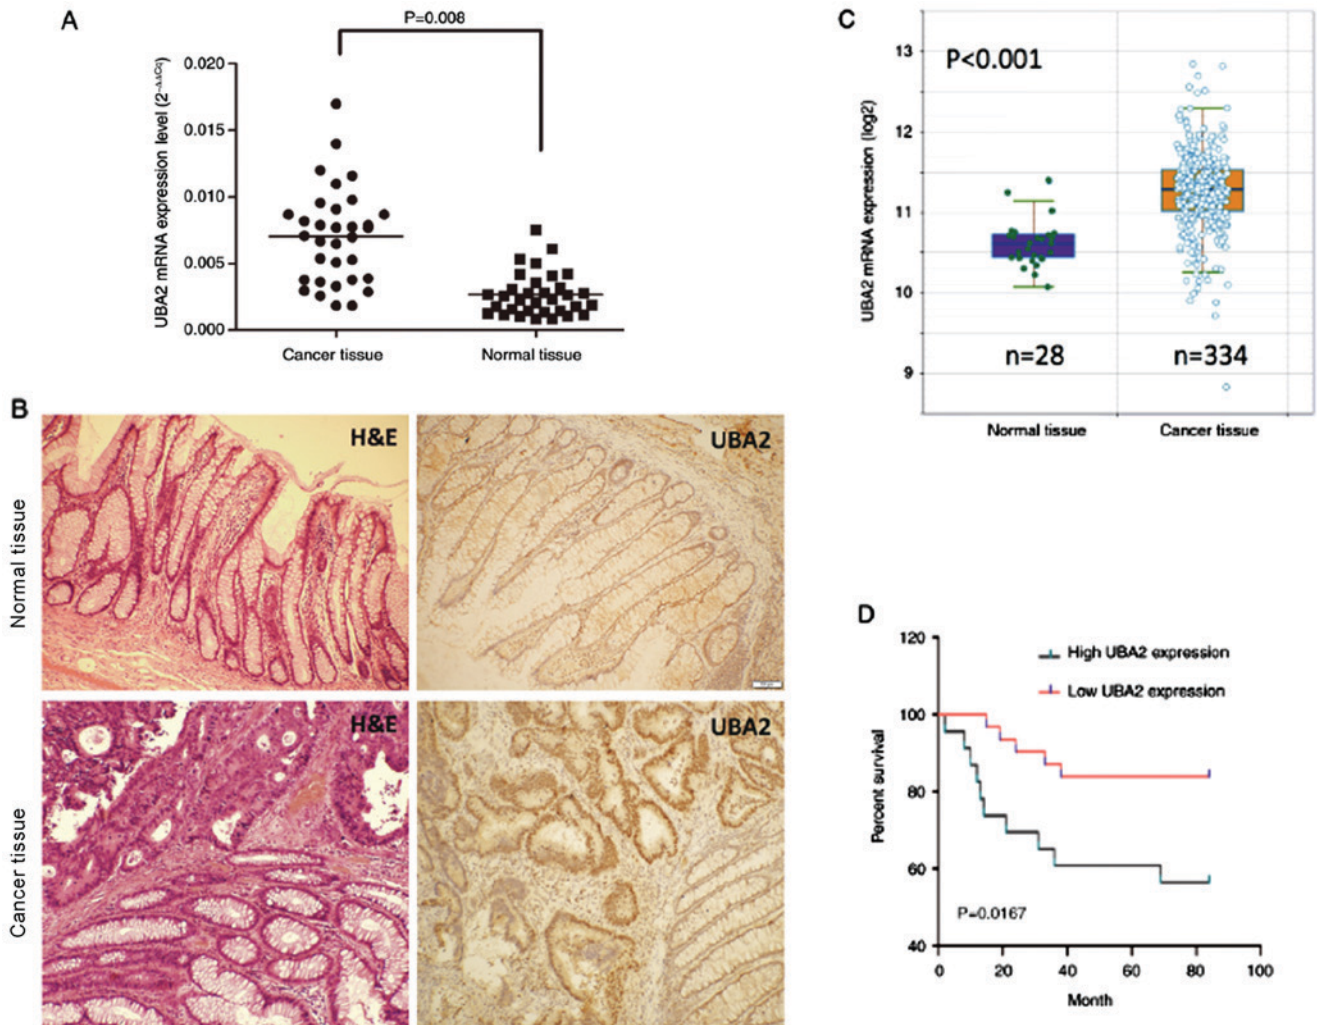 A
P=0.008
UBA2 mRNA expression level (2-ΔΔCq)
0.020
0.015
0.010
0.005
0.000
Cancer tissue
Normal tissue
B
Normal tissue
H&E
UBA2
Cancer tissue
H&E
UBA2
C
P<0.001
UBA2 mRNA expression (log2)
13
12
11
10
9
n=28
n=334
Normal tissue
Cancer tissue
D
120
100
80
60
40
Percent survival
High UBA2 expression
Low UBA2 expression
P=0.0167
0
20
40
60
80
100
Month